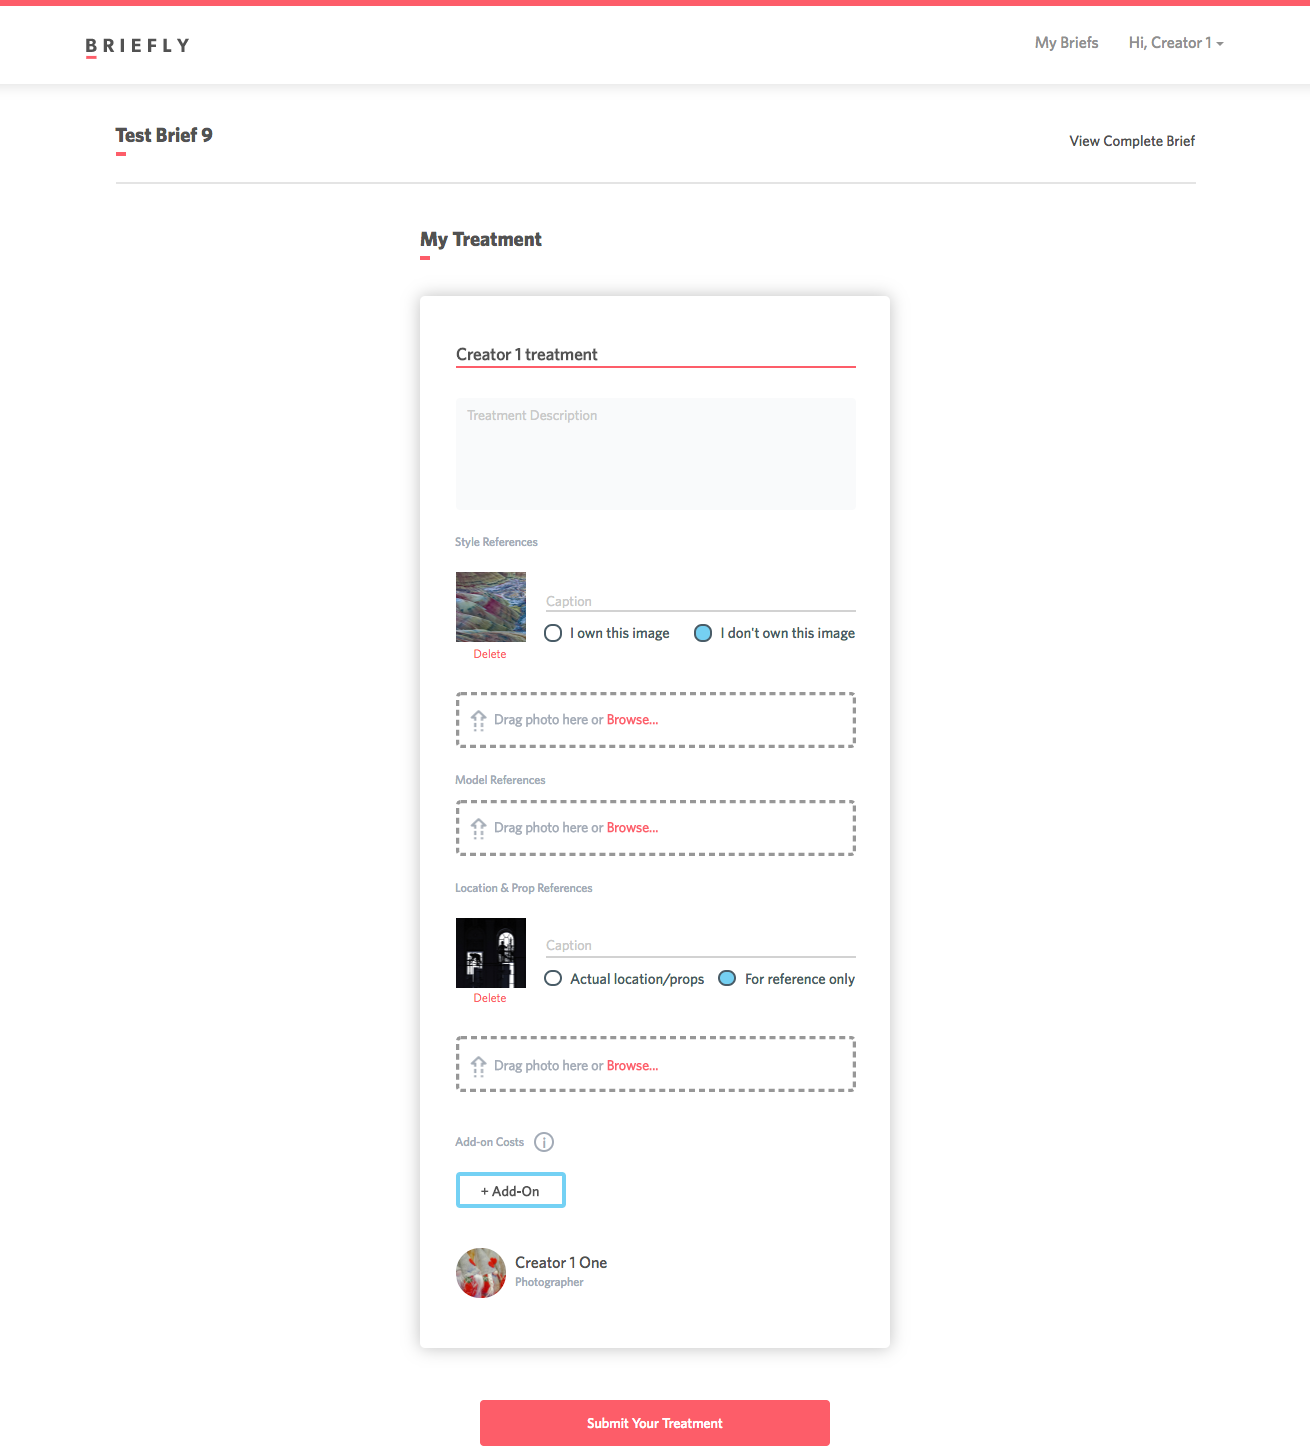 BRIEFLY
My Briefs
Hi, Creator 1
Test Brief 9
View Complete Brief
My Treatment
Creator 1 treatment
Treatment Description
Style References
Caption
I own this image
I don't own this image
Delete
Drag photo here or Browse...
Model References
Drag photo here or Browse...
Location & Prop References
Caption
Actual location/props
For reference only
Delete
Drag photo here or Browse...
Add-on Costs
i
+ Add-On
Creator 1 One
Photographer
Submit Your Treatment